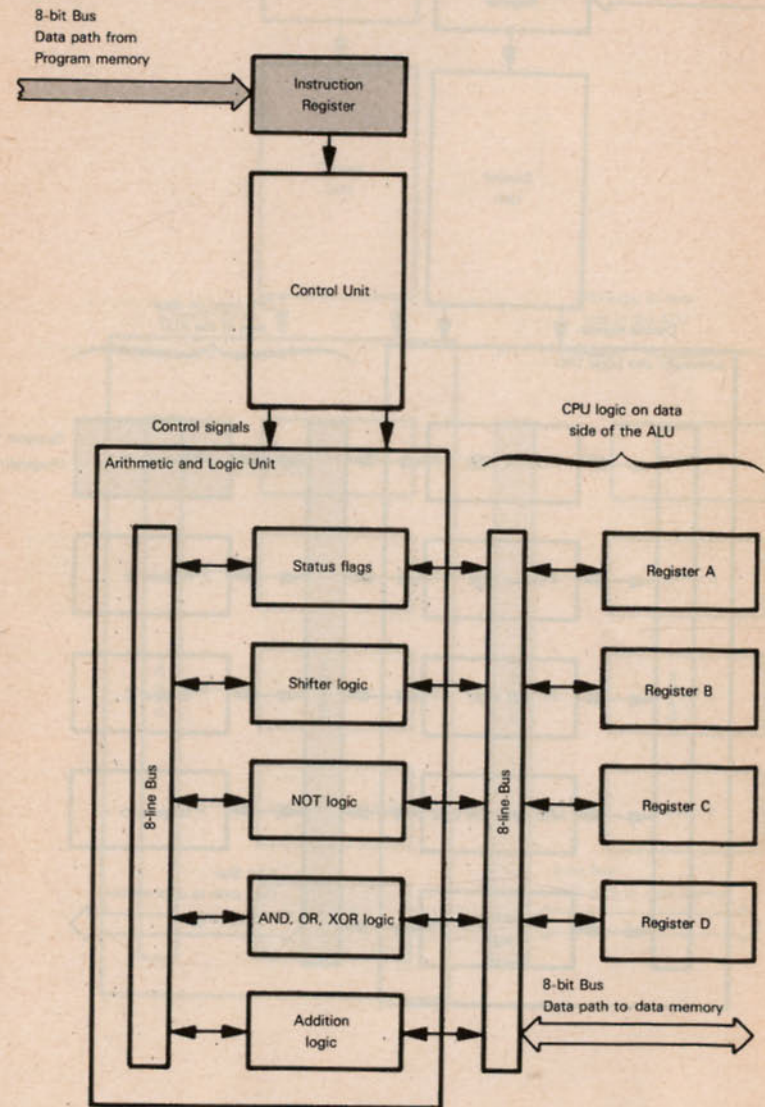 8-bit Bus
Data path from
Program memory
Instruction
Register
Control Unit
Control signals
CPU logic on data
side of the ALU
Arithmetic and Logic Unit
8-line Bus
Status flags
Shifter logic
NOT logic
AND, OR, XOR logic
Addition
logic
8-line Bus
Register A
Register B
Register C
Register D
8-bit Bus
Data path to data memory